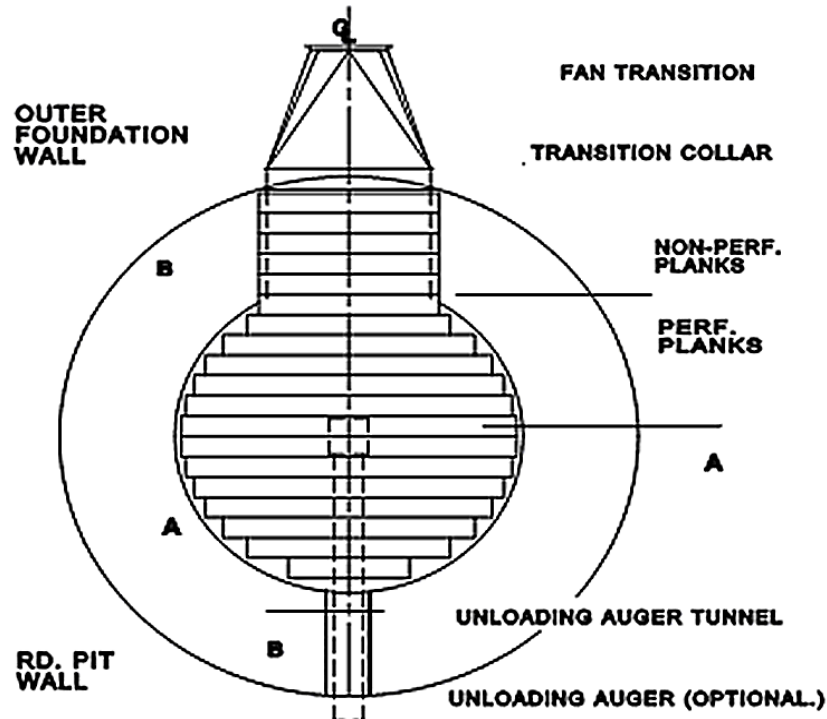 ℄
FAN TRANSITION
OUTER
FOUNDATION
WALL
TRANSITION COLLAR
NON-PERF.
PLANKS
B
PERF.
PLANKS
A
A
UNLOADING AUGER TUNNEL
B
RD. PIT
WALL
UNLOADING AUGER (OPTIONAL.)